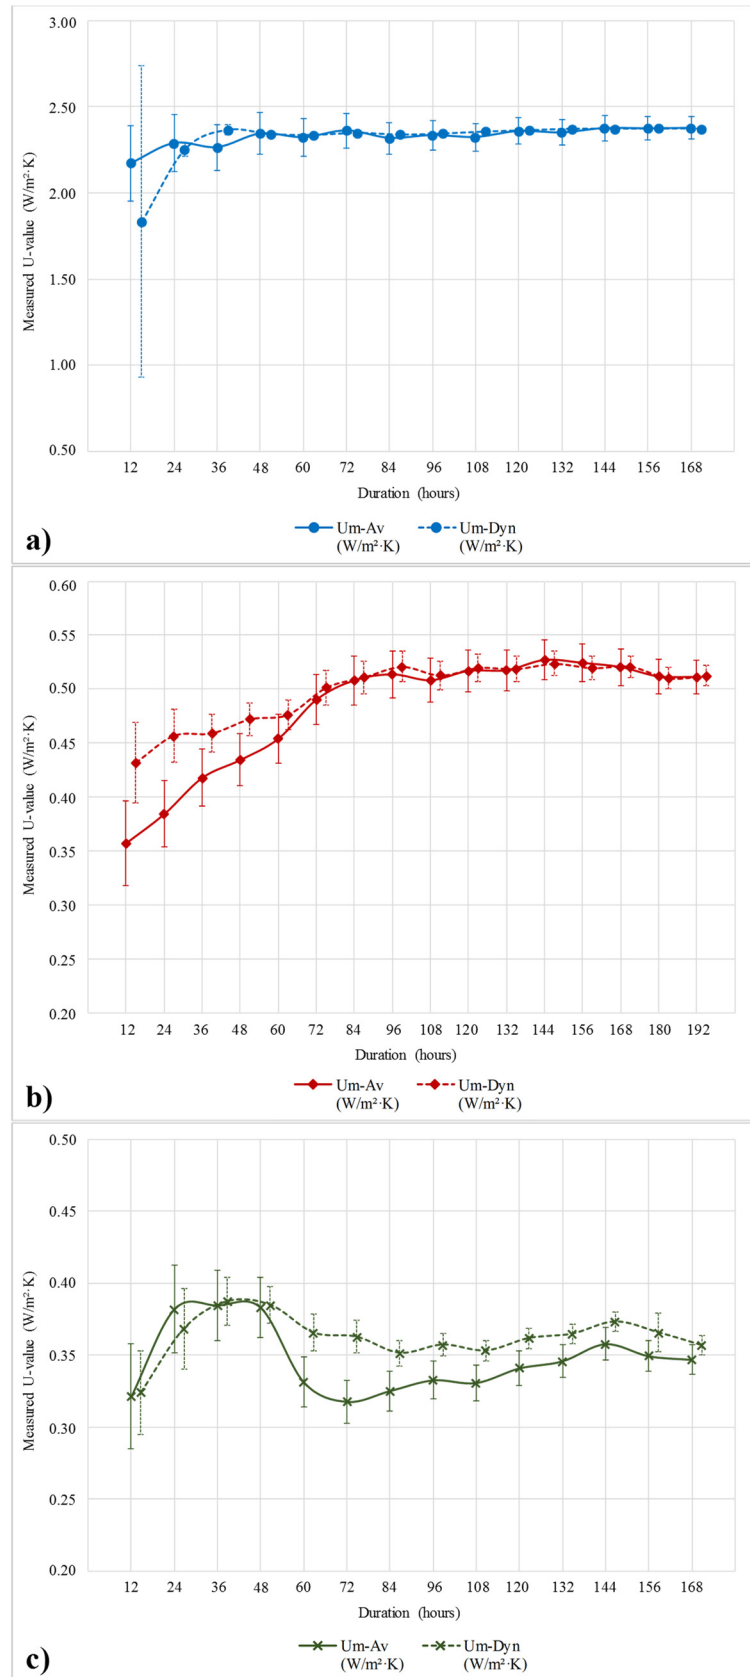 3.00
2.50
2.00
1.50
1.00
0.50
Measured U-value (W/m²·K)
12 24 36 48 60 72 84 96 108 120 132 144 156 168
Duration (hours)
Um-Av Um-Dyn
(W/m²·K) (W/m²·K)
a)
0.60
0.55
0.50
0.45
0.40
0.35
0.30
0.25
0.20
Measured U-value (W/m²·K)
12 24 36 48 60 72 84 96 108 120 132 144 156 168 180 192
Duration (hours)
Um-Av Um-Dyn
(W/m²·K) (W/m²·K)
b)
0.50
0.45
0.40
0.35
0.30
0.25
0.20
Measured U-value (W/m²·K)
12 24 36 48 60 72 84 96 108 120 132 144 156 168
Duration (hours)
Um-Av Um-Dyn
(W/m²·K) (W/m²·K)
c)